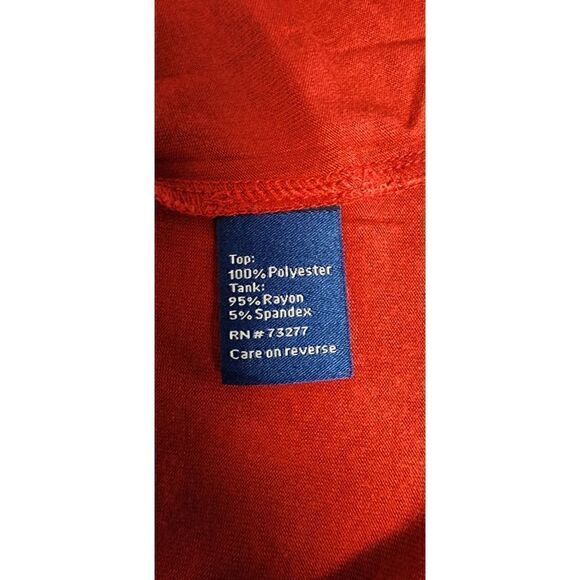 Top:
100% Polyester
Tank:
95% Rayon
5% Spandex
RN # 73277
Care on reverse